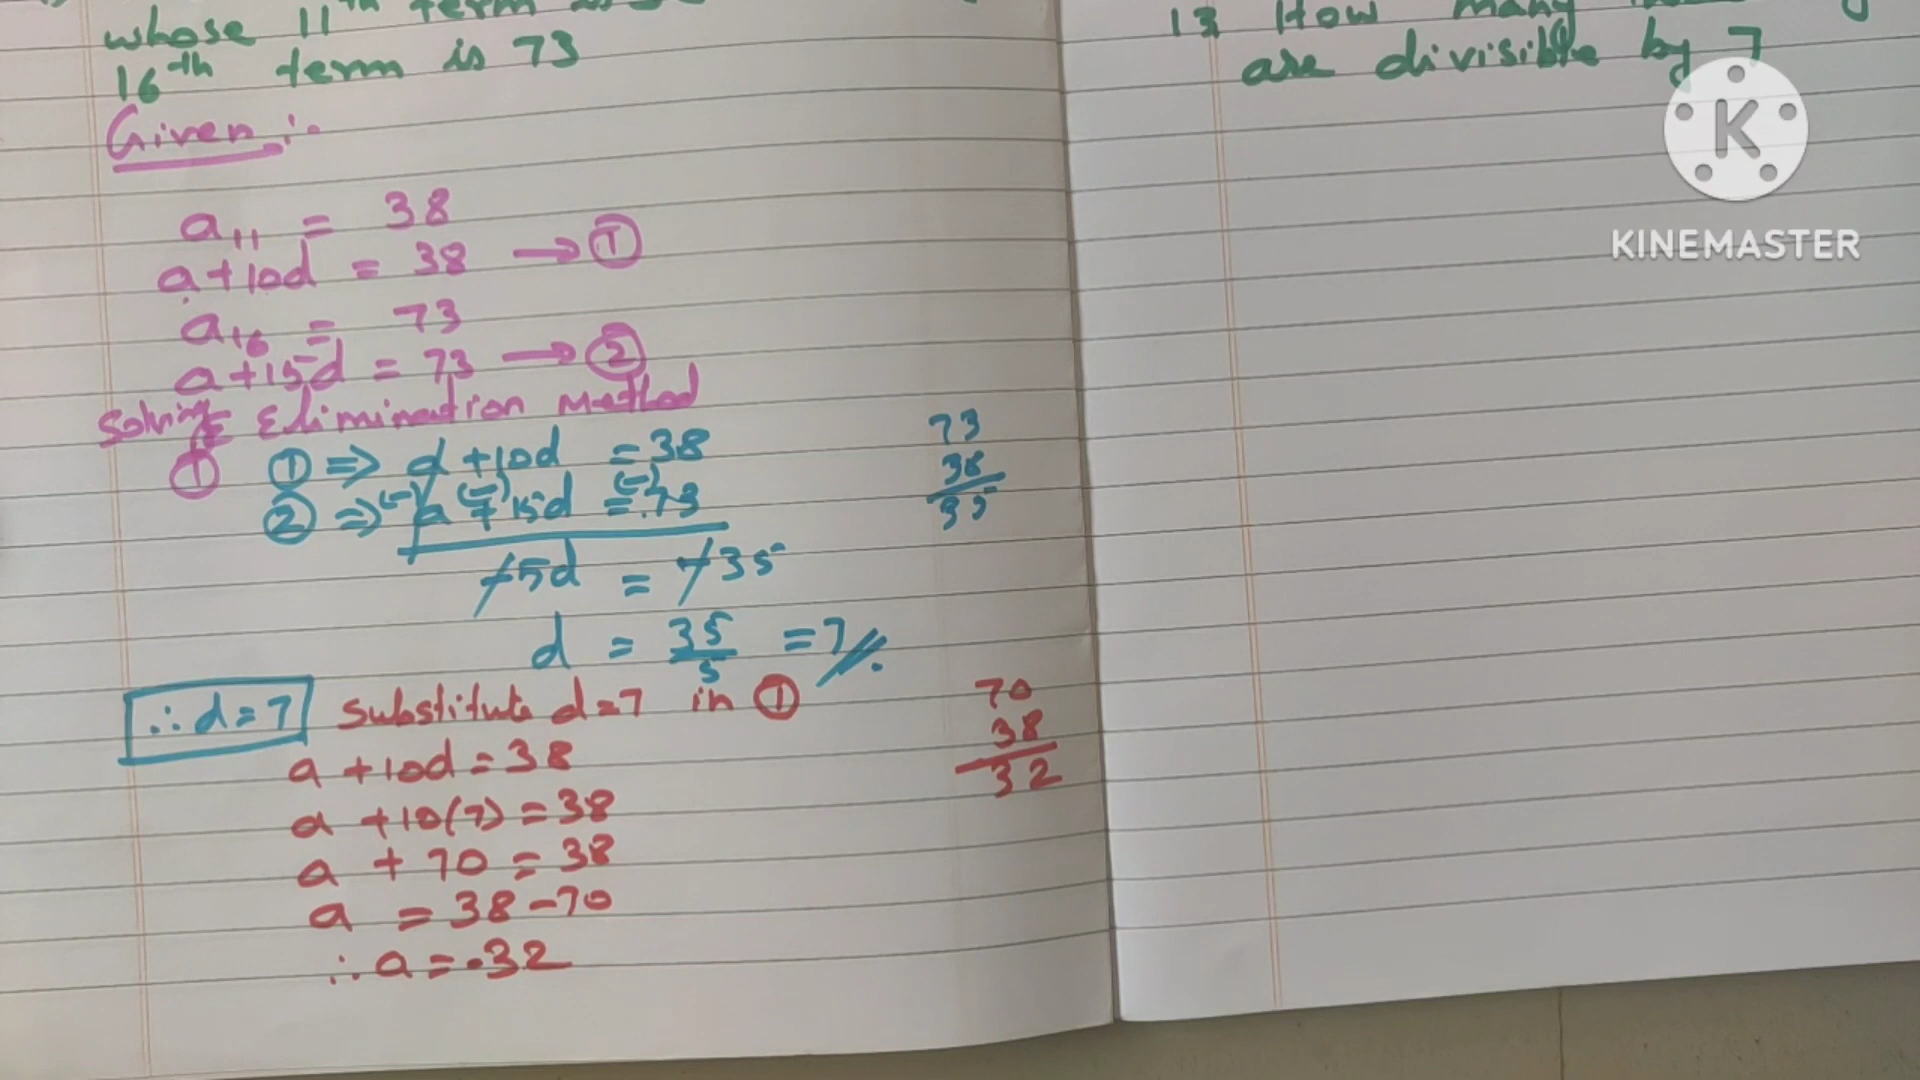 whose 11th term is
16th term is 73
Given :-
a11 = 38
a+10d = 38 → ①
a16 = 73
a+15d = 73 → ②
Solving Elimination Method
① ① ⇒ a +10d = 38
② ⇒ (-) a (-) + 15d = (-) 73
-5d = -35
d = 35/5 = 7//.
∴ d = 7 substitute d=7 in ①
a +10d = 38
a +10(7) = 38
a + 70 = 38
a = 38-70
∴ a = -32
73
38
35
70
38
32
13 How many
are divisible by 7
K
KINEMASTER